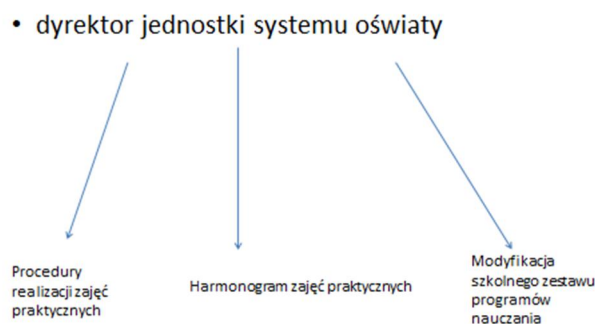 • dyrektor jednostki systemu oświaty
Procedury
realizacji zajęć
praktycznych
Harmonogram zajęć praktycznych
Modyfikacja
szkolnego zestawu
programów
nauczania